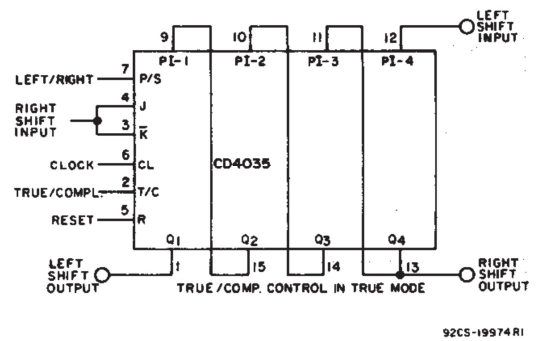 LEFT
SHIFT
INPUT
9
10
11
12
PI-1
PI-2
PI-3
PI-4
LEFT/RIGHT
7
P/S
RIGHT
SHIFT
INPUT
4
J
3
K̅
CLOCK
6
CL
CD4035
TRUE/COMPL.
2
T/C
RESET
5
R
Q1
Q2
Q3
Q4
LEFT
SHIFT
OUTPUT
1
15
14
13
RIGHT
SHIFT
OUTPUT
TRUE/COMP. CONTROL IN TRUE MODE
92CS-19974R1